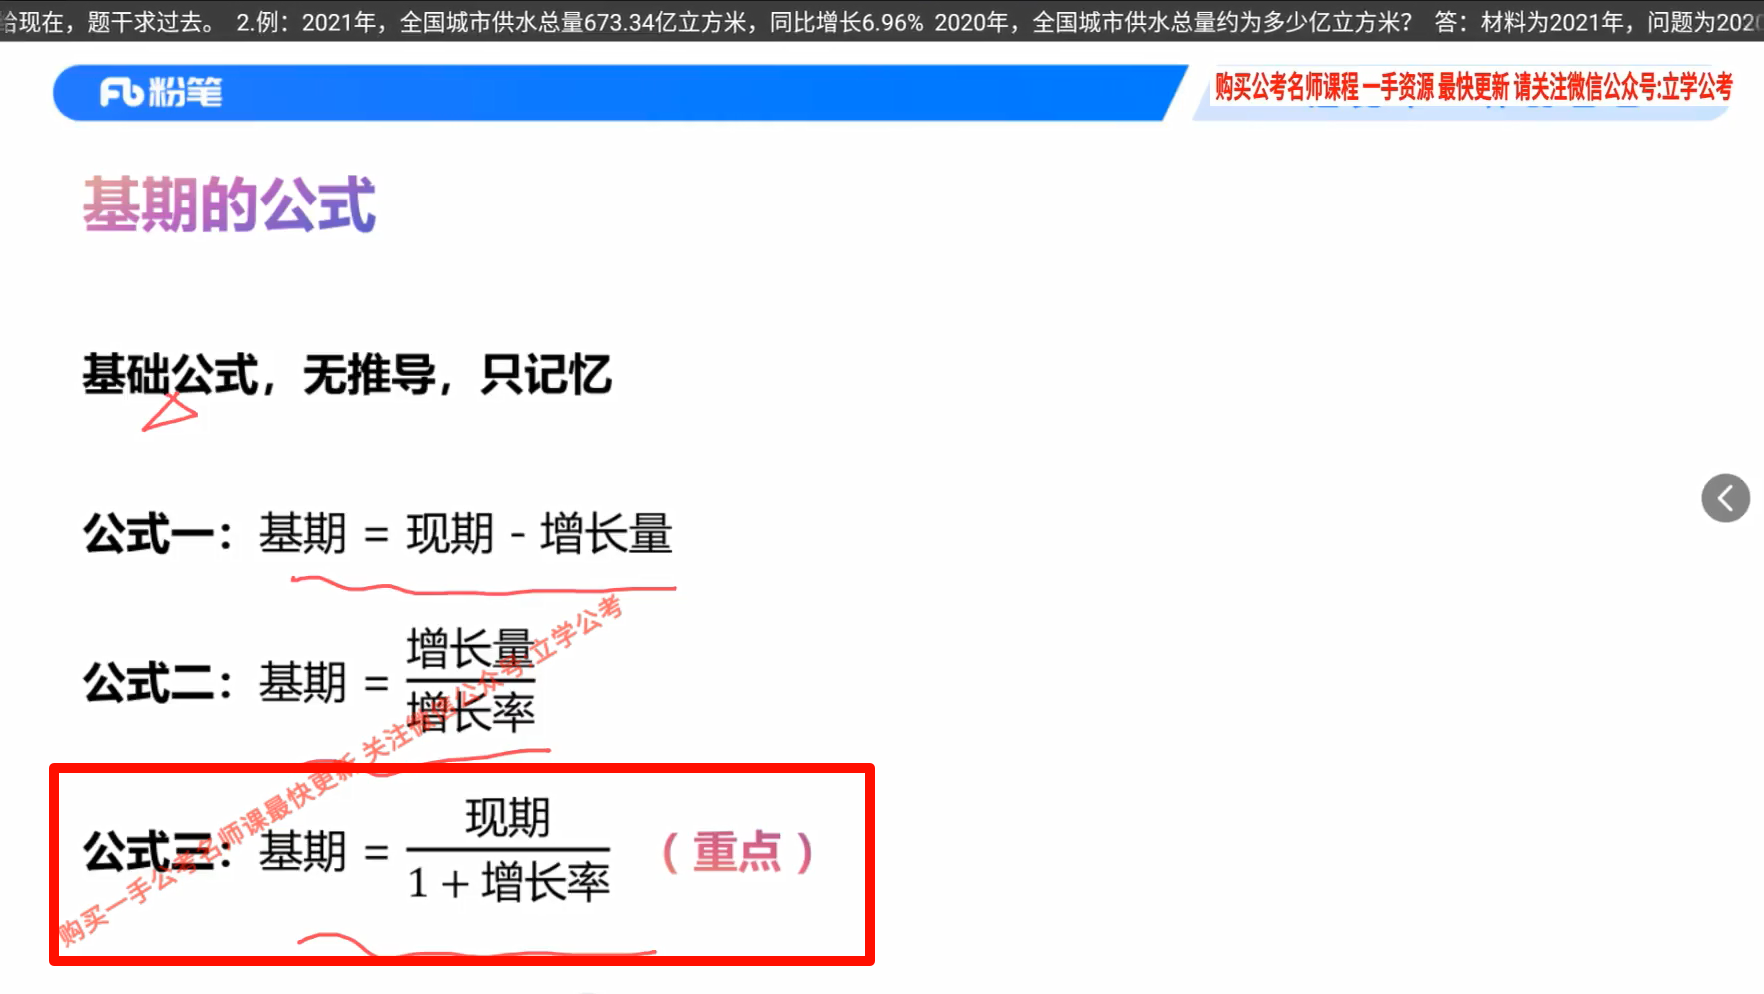 给现在，题干求过去。 2.例：2021年，全国城市供水总量673.34亿立方米，同比增长6.96% 2020年，全国城市供水总量约为多少亿立方米？ 答：材料为2021年，问题为202
粉笔
购买公考名师课程 一手资源 最快更新 请关注微信公众号:立学公考
基期的公式
基础公式，无推导，只记忆
公式一：基期 = 现期 - 增长量
公式二：基期 = 增长量
增长率
公式三：基期 = 现期
1 + 增长率
（重点）
购买一手公考名师课最快更新 关注微信公众号:立学公考